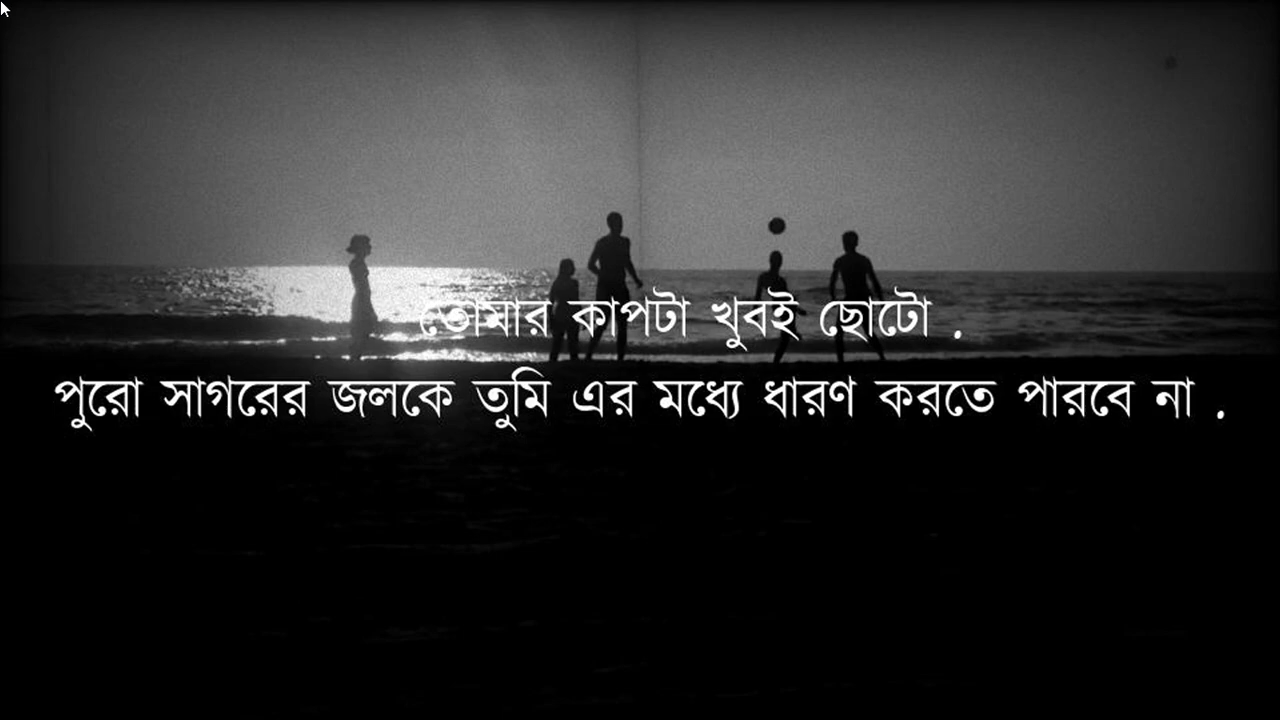 তোমার কাপটা খুবই ছোটো .
পুরো সাগরের জলকে তুমি এর মধ্যে ধারণ করতে পারবে না .